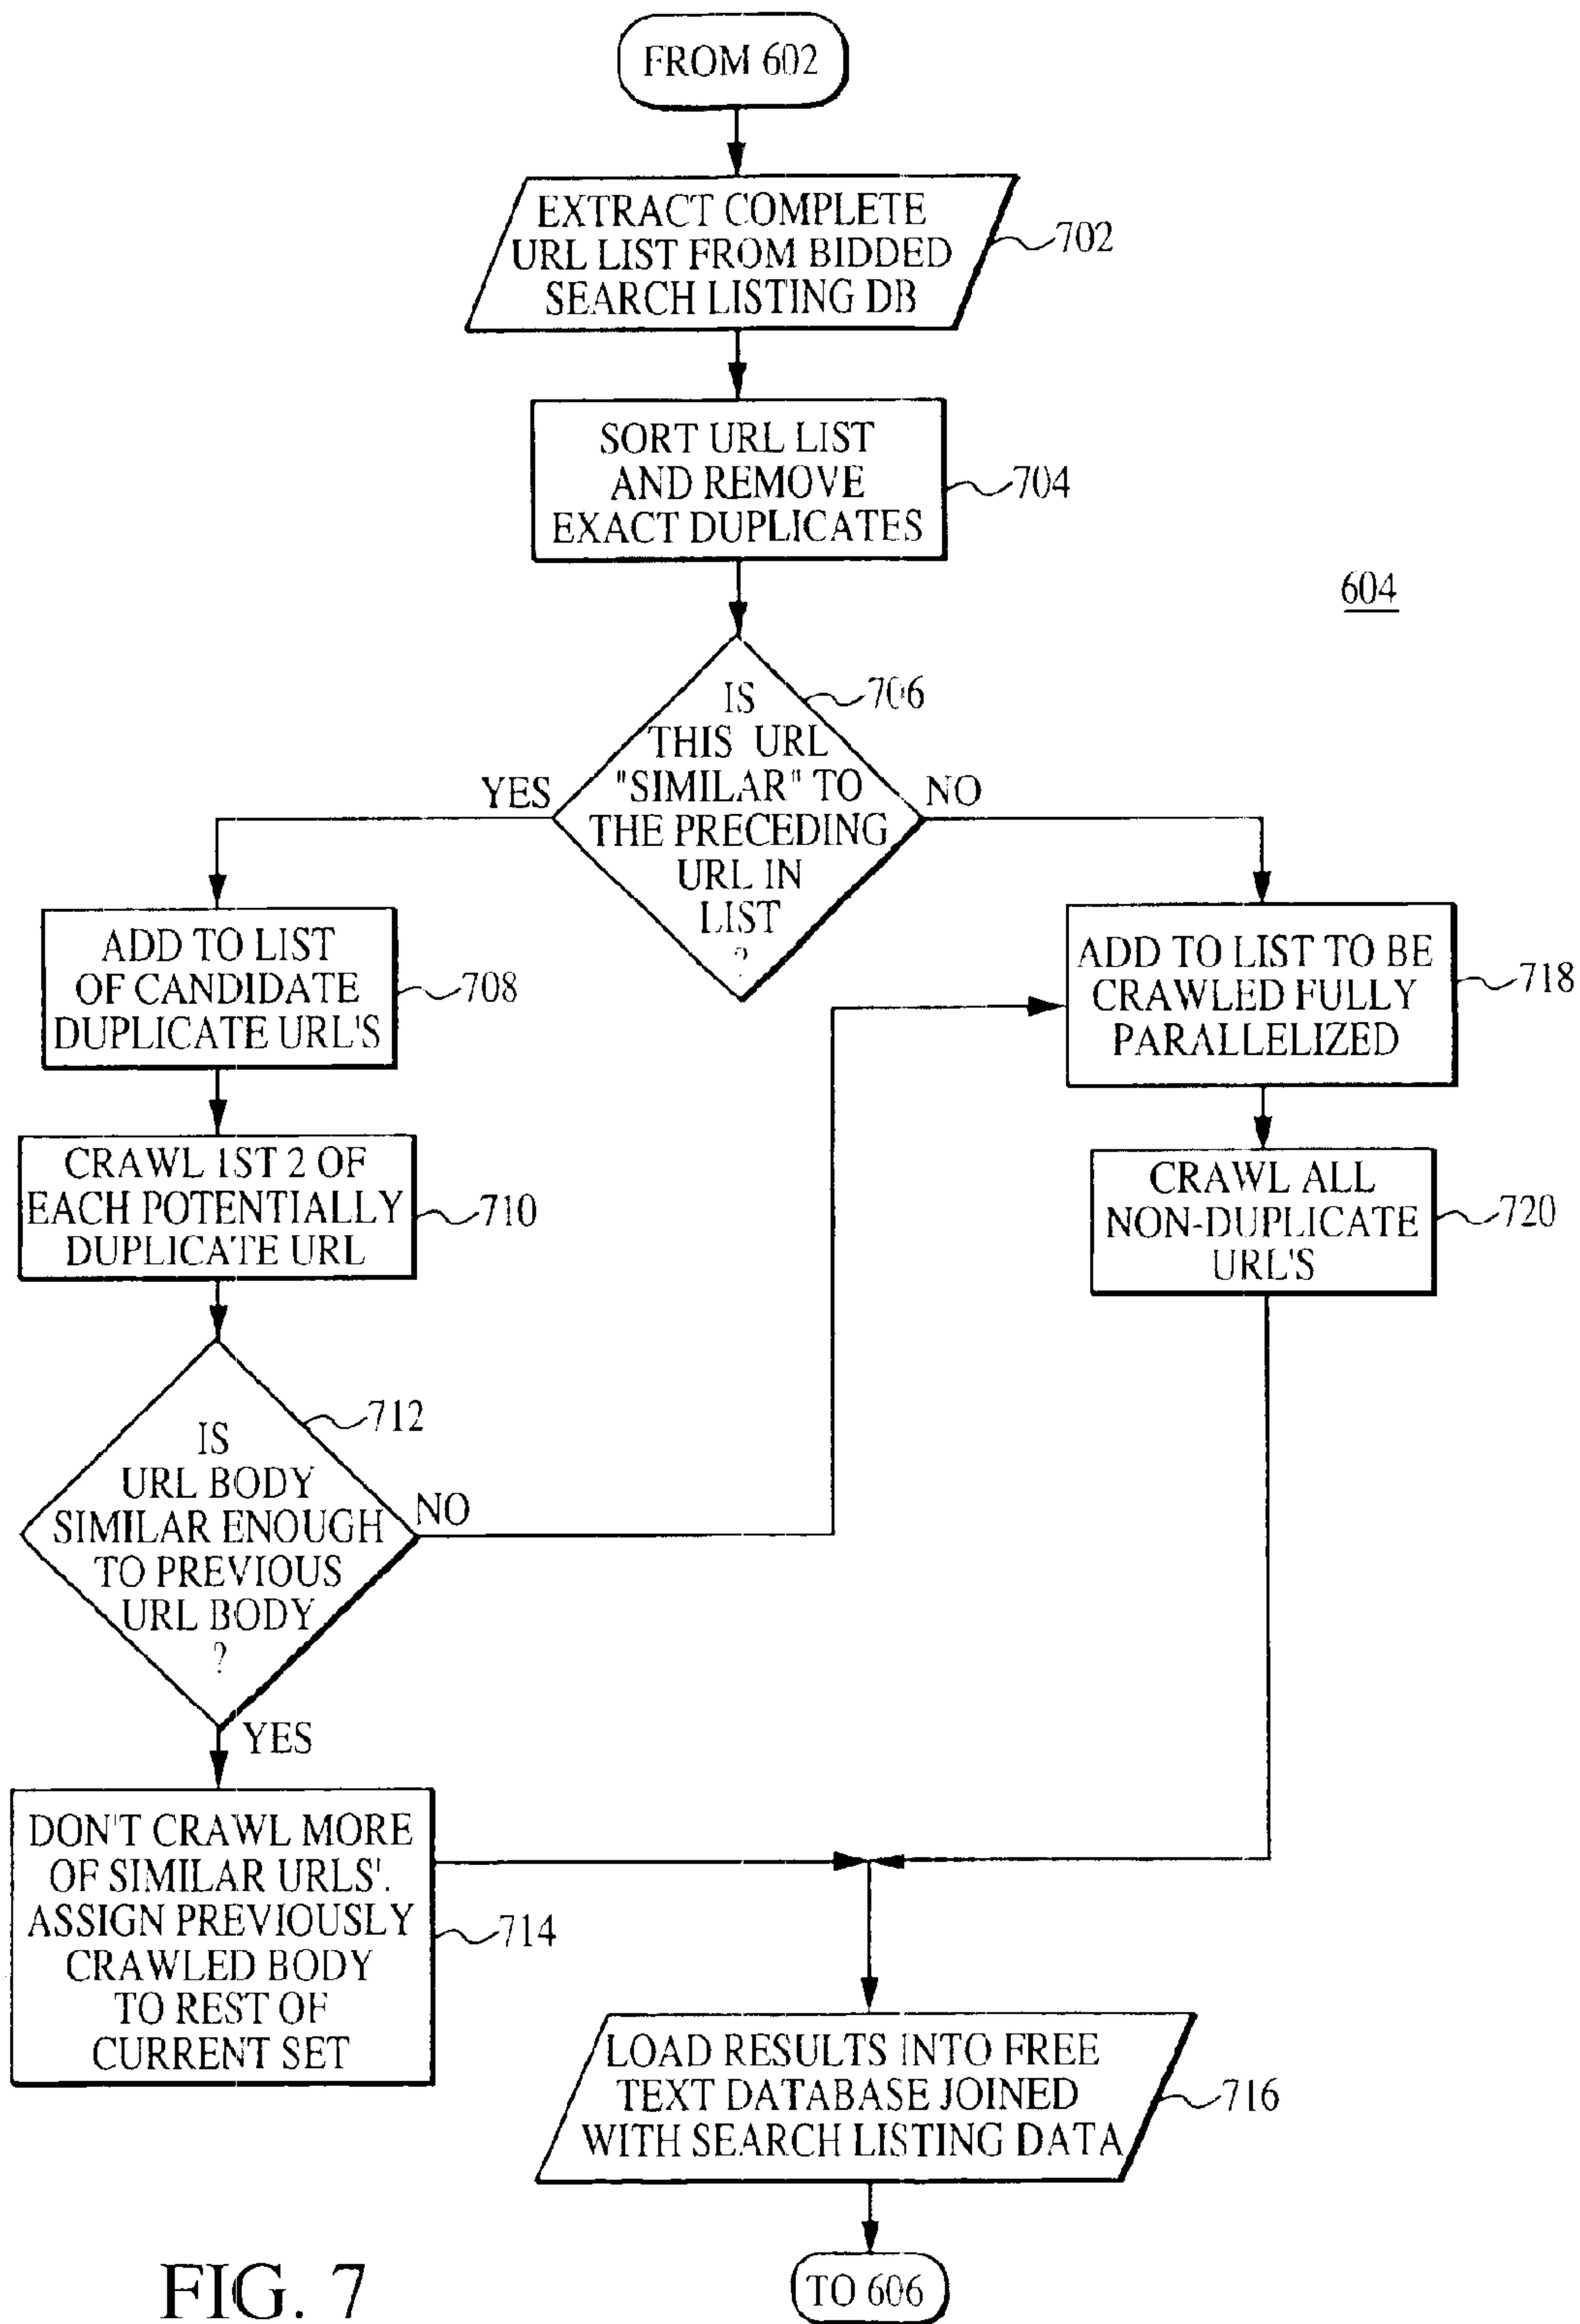 FROM 602
EXTRACT COMPLETE
URL LIST FROM BIDDED
SEARCH LISTING DB
702
SORT URL LIST
AND REMOVE
EXACT DUPLICATES
704
604
IS
THIS URL
"SIMILAR" TO
THE PRECEDING
URL IN
LIST
?
706
YES
NO
ADD TO LIST
OF CANDIDATE
DUPLICATE URL'S
708
ADD TO LIST TO BE
CRAWLED FULLY
PARALLELIZED
718
CRAWL 1ST 2 OF
EACH POTENTIALLY
DUPLICATE URL
710
CRAWL ALL
NON-DUPLICATE
URL'S
720
IS
URL BODY
SIMILAR ENOUGH
TO PREVIOUS
URL BODY
?
712
NO
YES
DON'T CRAWL MORE
OF SIMILAR URLS'.
ASSIGN PREVIOUSLY
CRAWLED BODY
TO REST OF
CURRENT SET
714
LOAD RESULTS INTO FREE
TEXT DATABASE JOINED
WITH SEARCH LISTING DATA
716
TO 606
FIG. 7